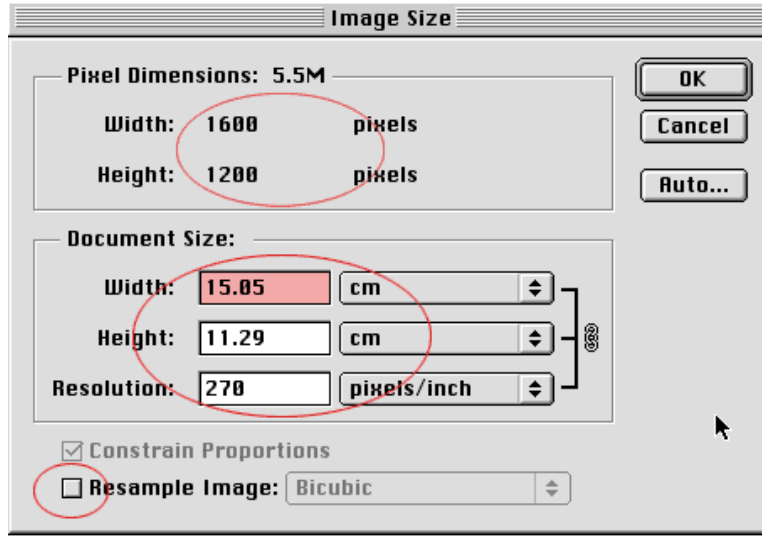 Image Size
Pixel Dimensions: 5.5M
Width: 1600 pixels
Height: 1200 pixels
OK
Cancel
Auto...
Document Size:
Width: 15.05 cm
Height: 11.29 cm
Resolution: 270 pixels/inch
Constrain Proportions
Resample Image: Bicubic